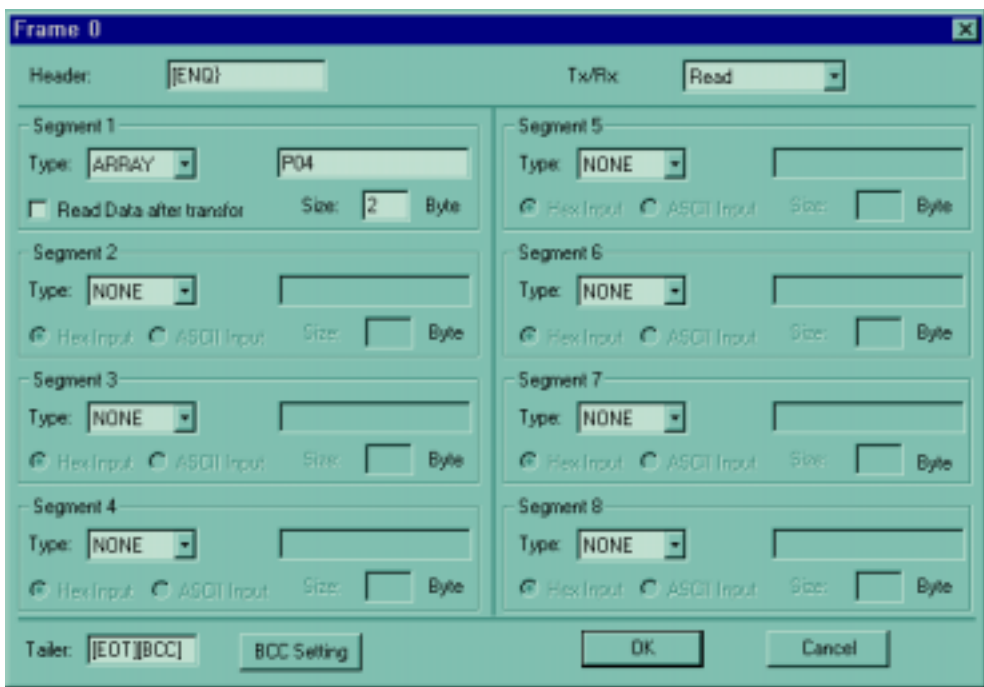 Frame 0
Header: [ENQ} Tx/Rx: Read
Segment 1
Type: ARRAY P04
Read Data after transfor Size: 2 Byte
Segment 2
Type: NONE
Hex Input ASCII Input Size: Byte
Segment 3
Type: NONE
Hex Input ASCII Input Size: Byte
Segment 4
Type: NONE
Hex Input ASCII Input Size: Byte
Segment 5
Type: NONE
Hex Input ASCII Input Size: Byte
Segment 6
Type: NONE
Hex Input ASCII Input Size: Byte
Segment 7
Type: NONE
Hex Input ASCII Input Size: Byte
Segment 8
Type: NONE
Hex Input ASCII Input Size: Byte
Tailer: [EOT][BCC] BCC Setting OK Cancel